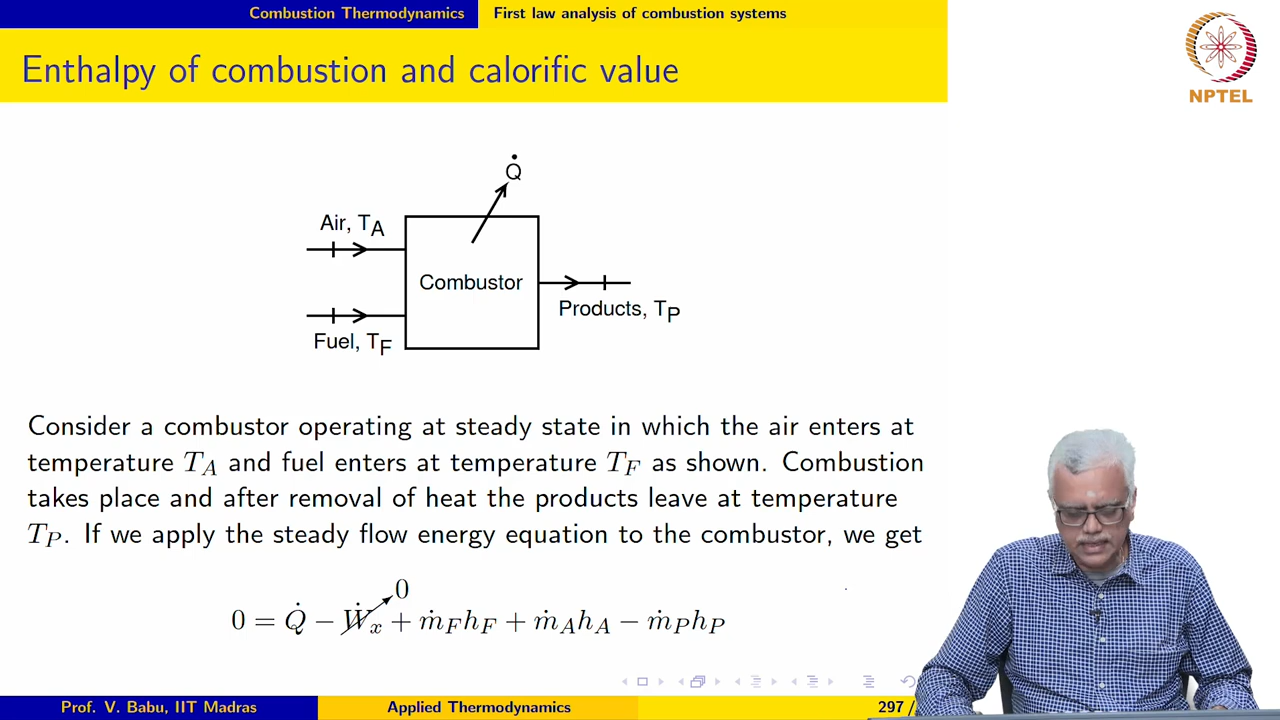 Combustion Thermodynamics First law analysis of combustion systems
Enthalpy of combustion and calorific value
NPTEL
Q̇
Air, T_A
Combustor
Products, T_P
Fuel, T_F
Consider a combustor operating at steady state in which the air enters at
temperature T_A and fuel enters at temperature T_F as shown. Combustion
takes place and after removal of heat the products leave at temperature
T_P. If we apply the steady flow energy equation to the combustor, we get
0
0 = Q̇ − Ẇ_x + ṁ_F h_F + ṁ_A h_A − ṁ_P h_P
Prof. V. Babu, IIT Madras Applied Thermodynamics 297 /